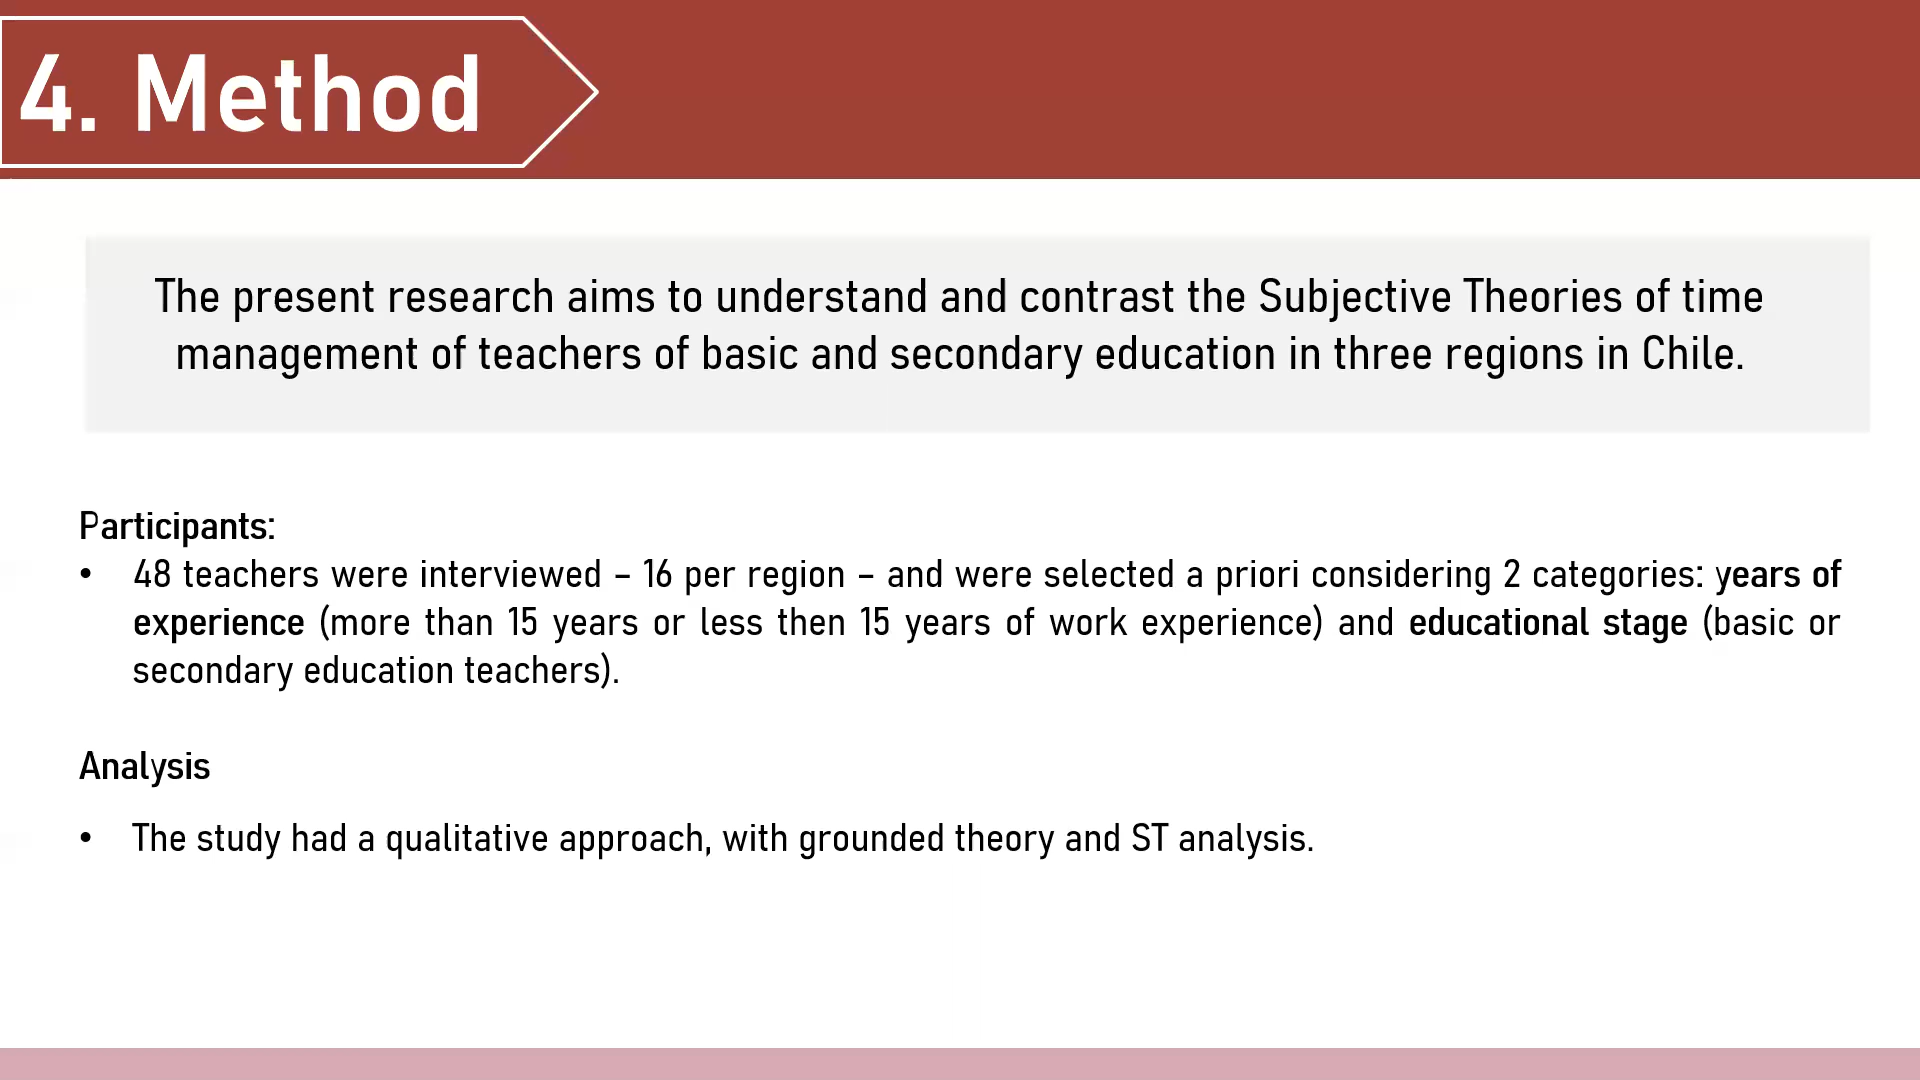 4. Method
The present research aims to understand and contrast the Subjective Theories of time
management of teachers of basic and secondary education in three regions in Chile.
Participants:
• 48 teachers were interviewed – 16 per region – and were selected a priori considering 2 categories: years of
experience (more than 15 years or less then 15 years of work experience) and educational stage (basic or
secondary education teachers).
Analysis
• The study had a qualitative approach, with grounded theory and ST analysis.